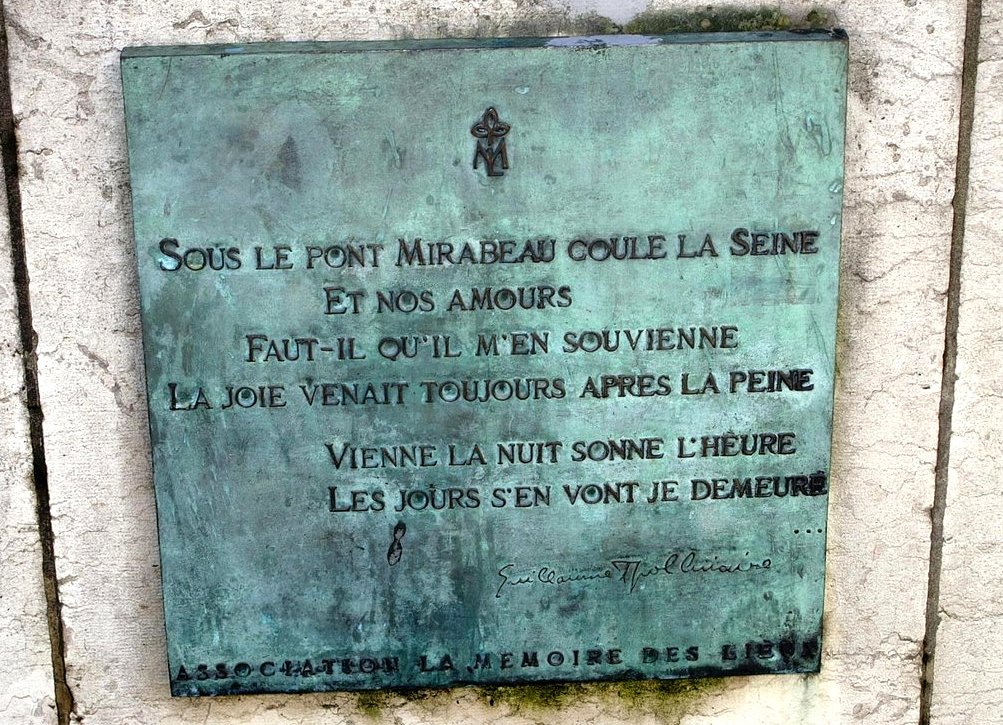 SOUS LE PONT MIRABEAU COULE LA SEINE
ET NOS AMOURS
FAUT-IL QU'IL M'EN SOUVIENNE
LA JOIE VENAIT TOUJOURS APRES LA PEINE
VIENNE LA NUIT SONNE L'HEURE
LES JOURS S'EN VONT JE DEMEURE
...
Guillaume Apollinaire
ASSOCIATION LA MEMOIRE DES LIEUX